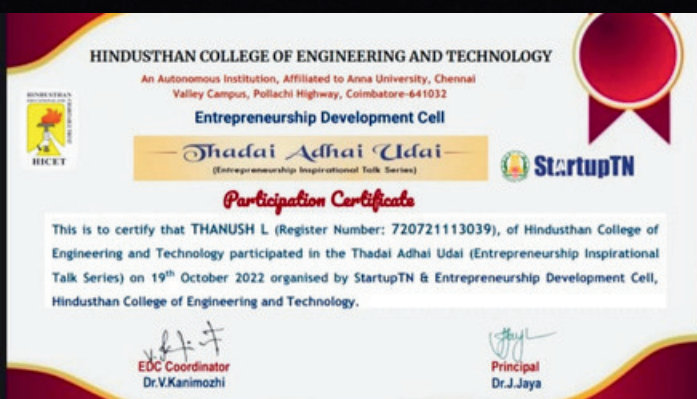 HINDUSTHAN COLLEGE OF ENGINEERING AND TECHNOLOGY
An Autonomous Institution, Affiliated to Anna University, Chennai
Valley Campus, Pollachi Highway, Coimbatore-641032
Entrepreneurship Development Cell
HICET
Thadai Adhai Udai
(Entrepreneurship Inspirational Talk Series)
StartupTN
Participation Certificate
This is to certify that THANUSH L (Register Number: 720721113039), of Hindusthan College of
Engineering and Technology participated in the Thadai Adhai Udai (Entrepreneurship Inspirational
Talk Series) on 19th October 2022 organised by StartupTN & Entrepreneurship Development Cell,
Hindusthan College of Engineering and Technology.
EDC Coordinator
Dr.V.Kanimozhi
Principal
Dr.J.Jaya